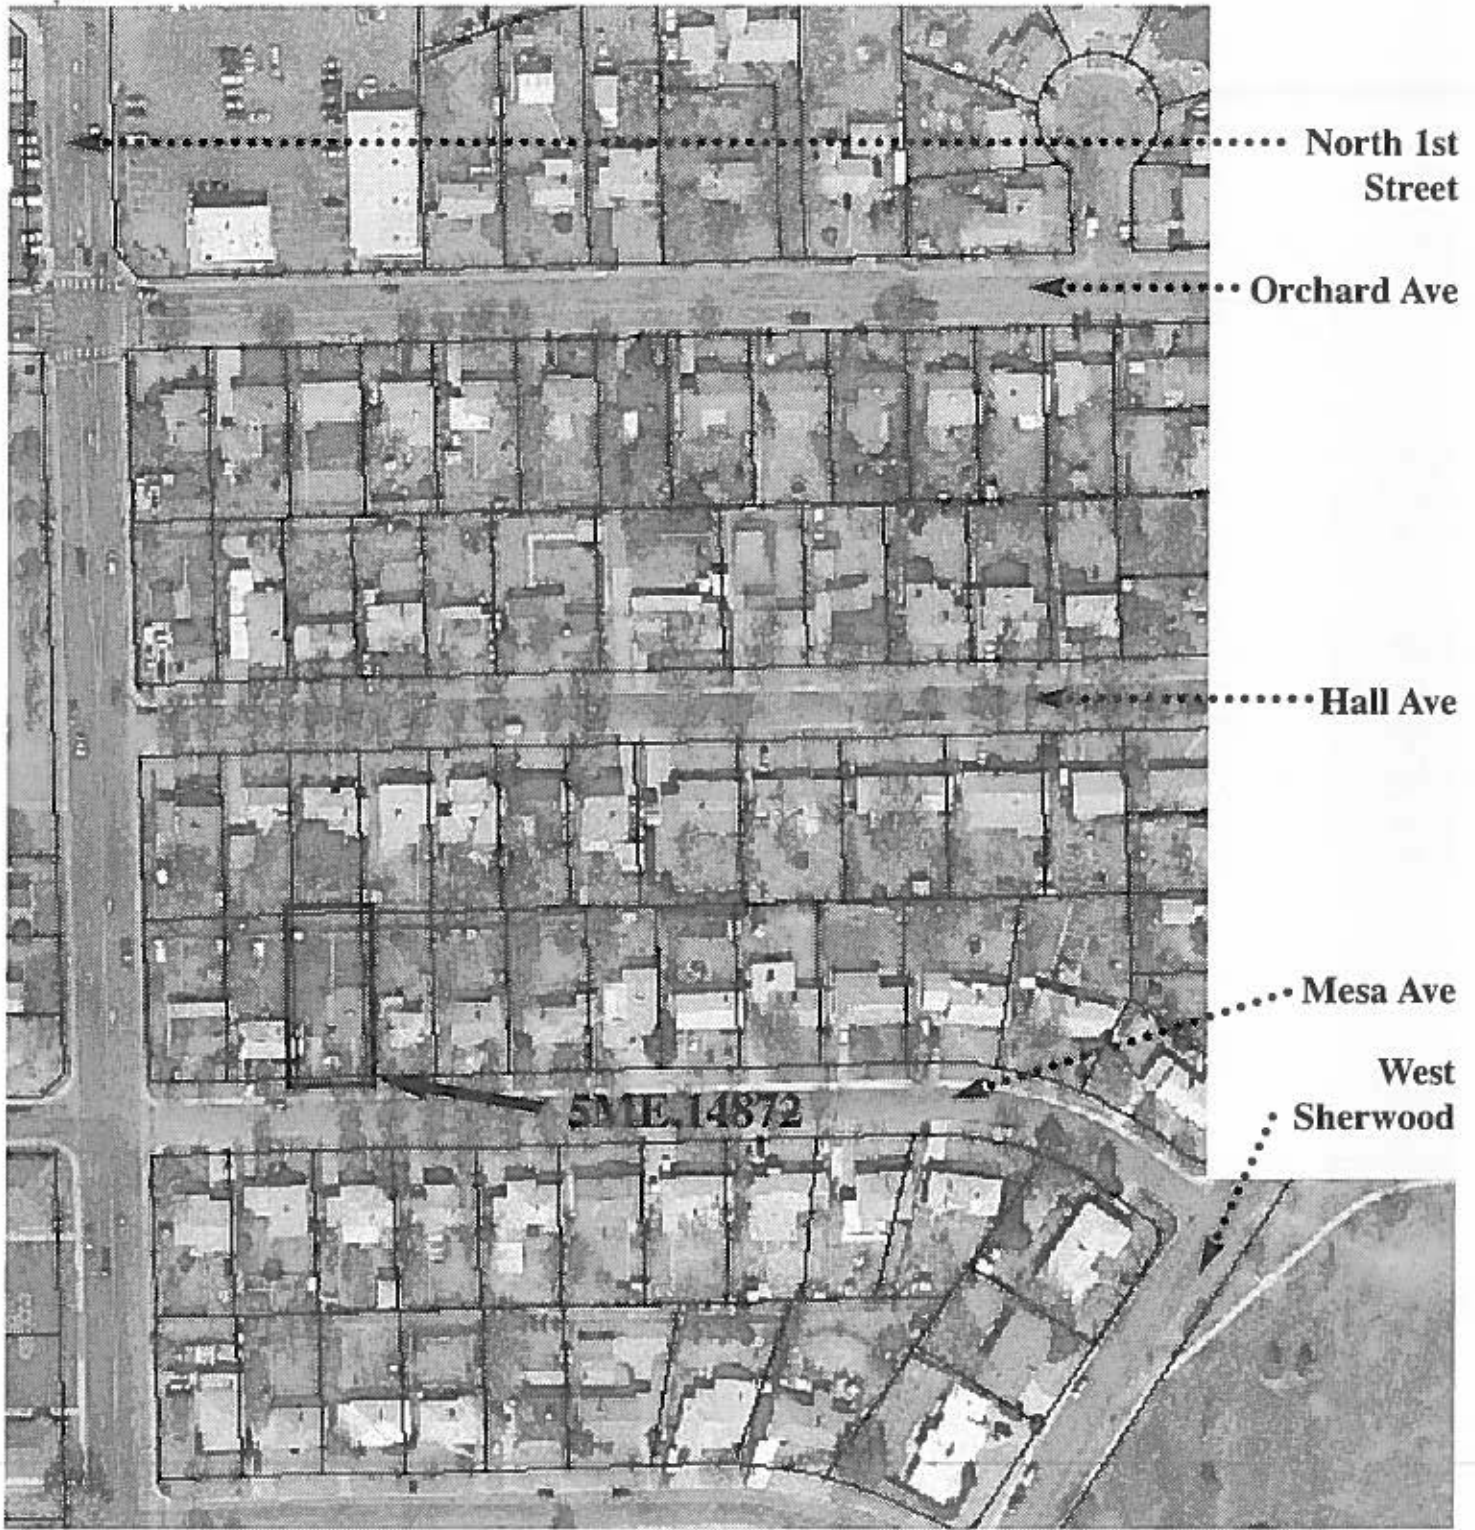 North 1st
Street
Orchard Ave
Hall Ave
Mesa Ave
West
Sherwood
5ME.14872